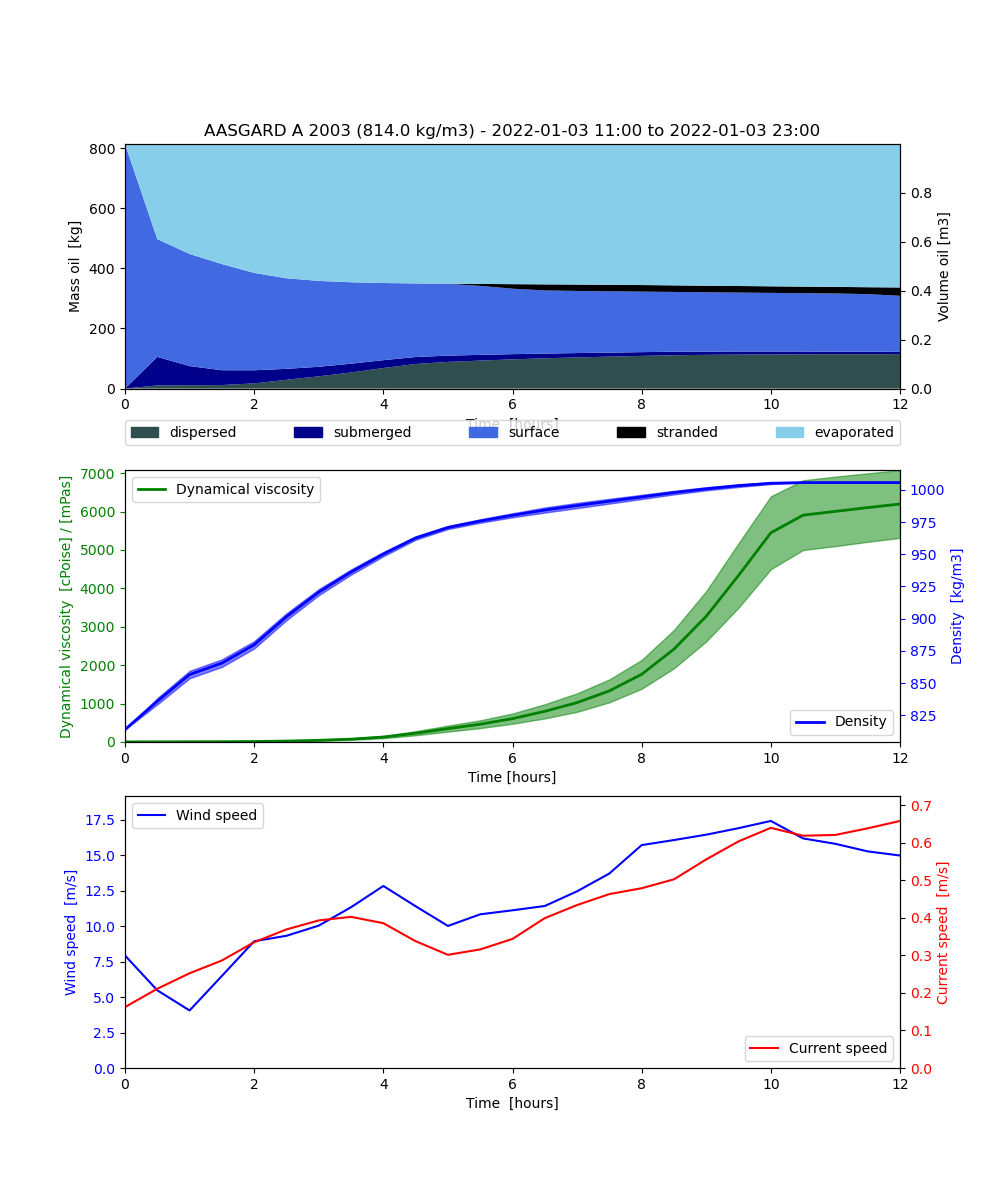 AASGARD A 2003 (814.0 kg/m3) - 2022-01-03 11:00 to 2022-01-03 23:00
800
600
400
200
0
Mass oil [kg]
0.8
0.6
0.4
0.2
0.0
Volume oil [m3]
0 2 4 6 8 10 12
Time [hours]
dispersed submerged surface stranded evaporated
7000
6000
5000
4000
3000
2000
1000
0
Dynamical viscosity [cPoise] / [mPas]
Dynamical viscosity
1000
975
950
925
900
875
850
825
Density [kg/m3]
Density
0 2 4 6 8 10 12
Time [hours]
17.5
15.0
12.5
10.0
7.5
5.0
2.5
0.0
Wind speed [m/s]
Wind speed
0.7
0.6
0.5
0.4
0.3
0.2
0.1
0.0
Current speed [m/s]
Current speed
0 2 4 6 8 10 12
Time [hours]